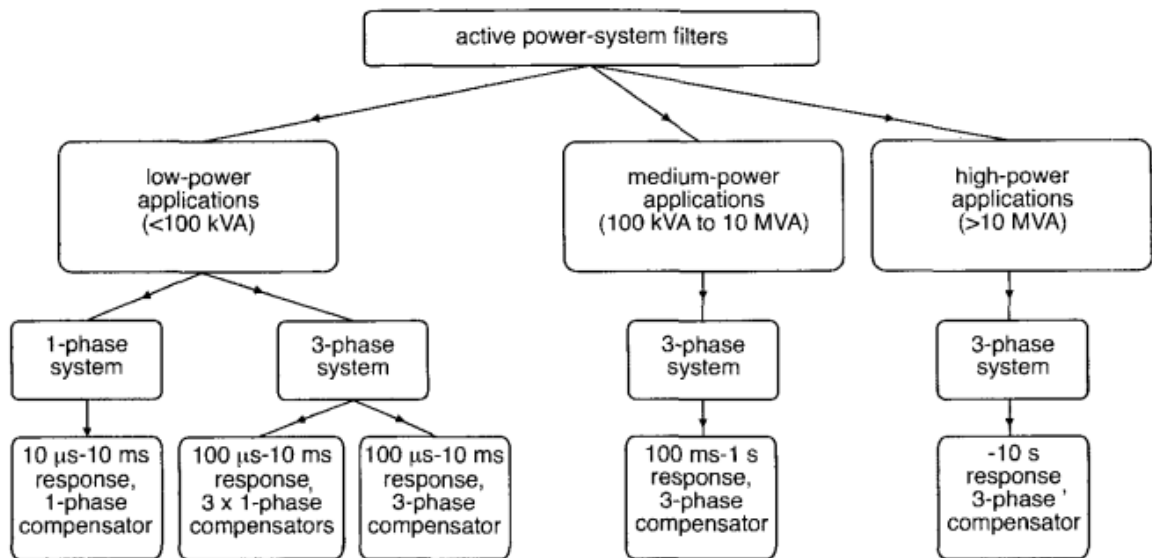 active power-system filters
low-power
applications
(<100 kVA)
medium-power
applications
(100 kVA to 10 MVA)
high-power
applications
(>10 MVA)
1-phase
system
3-phase
system
3-phase
system
3-phase
system
10 μs-10 ms
response,
1-phase
compensator
100 μs-10 ms
response,
3 x 1-phase
compensators
100 μs-10 ms
response,
3-phase
compensator
100 ms-1 s
response,
3-phase
compensator
-10 s
response
3-phase '
compensator